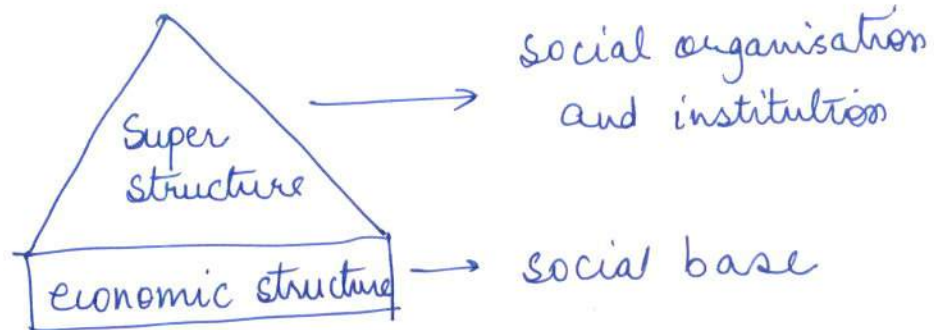 social organisation
and institution
Super
structure
economic structure
social base